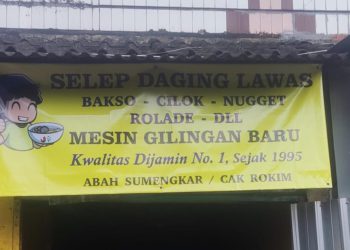 SELEP DAGING LAWAS
BAKSO - CILOK - NUGGET
ROLADE - DLL
MESIN GILINGAN BARU
Kwalitas Dijamin No. 1, Sejak 1995
ABAH SUMENGKAR / CAK ROKIM